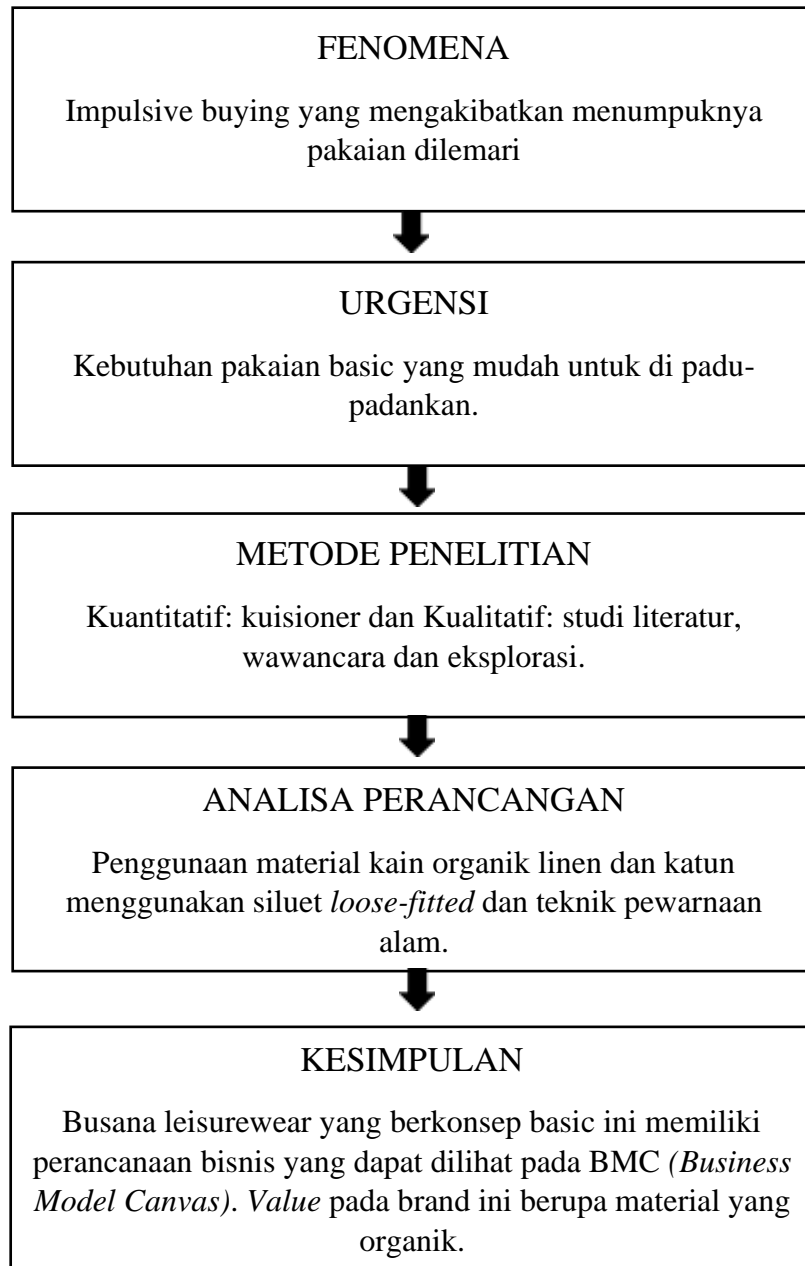 FENOMENA
Impulsive buying yang mengakibatkan menumpuknya
pakaian dilemari
URGENSI
Kebutuhan pakaian basic yang mudah untuk di padu-
padankan.
METODE PENELITIAN
Kuantitatif: kuisioner dan Kualitatif: studi literatur,
wawancara dan eksplorasi.
ANALISA PERANCANGAN
Penggunaan material kain organik linen dan katun
menggunakan siluet loose-fitted dan teknik pewarnaan
alam.
KESIMPULAN
Busana leisurewear yang berkonsep basic ini memiliki
perancanaan bisnis yang dapat dilihat pada BMC (Business
Model Canvas). Value pada brand ini berupa material yang
organik.